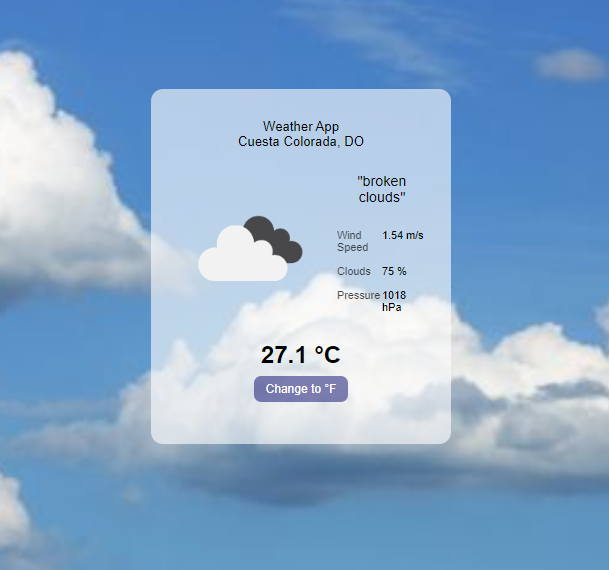 Weather App
Cuesta Colorada, DO
"broken
clouds"
Wind Speed 1.54 m/s
Clouds 75 %
Pressure 1018 hPa
27.1 °C
Change to °F